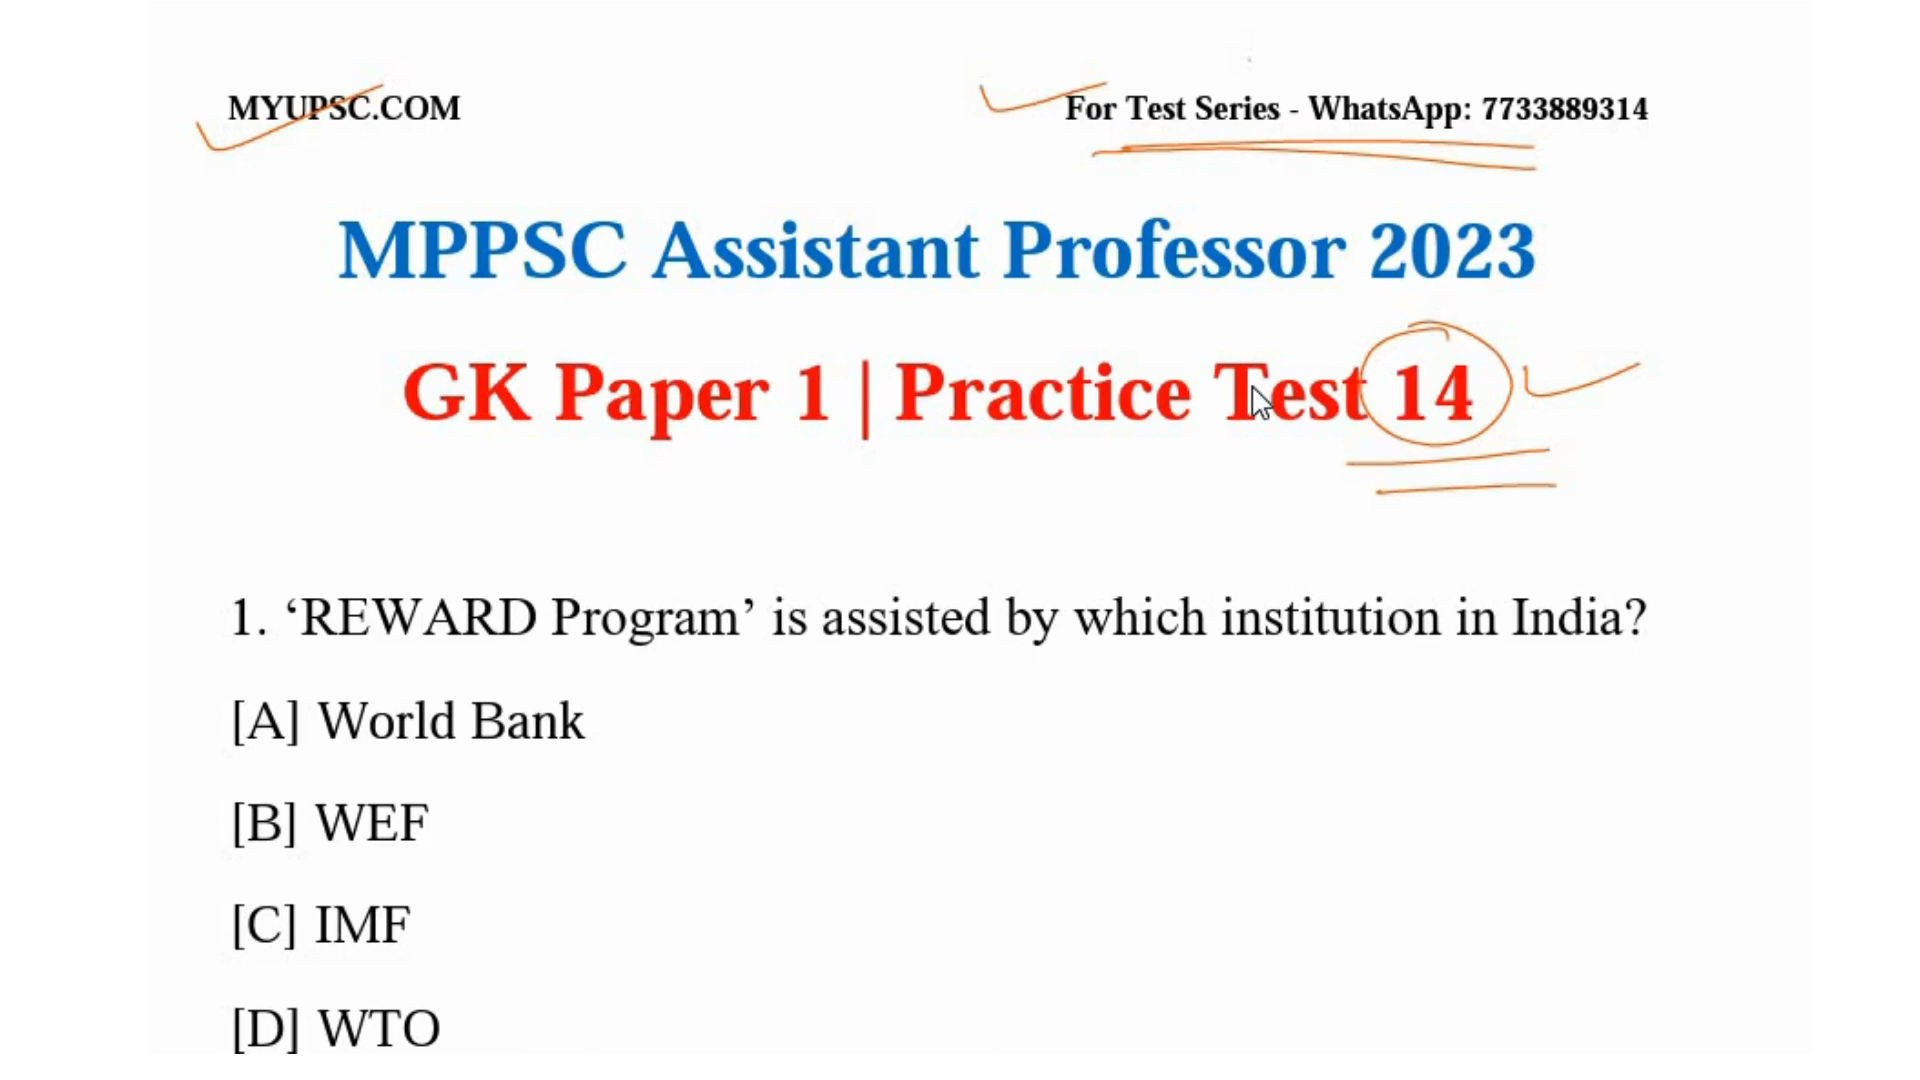 MYUPSC.COM
For Test Series - WhatsApp: 7733889314
MPPSC Assistant Professor 2023
GK Paper 1 | Practice Test 14
1. ‘REWARD Program’ is assisted by which institution in India?
[A] World Bank
[B] WEF
[C] IMF
[D] WTO